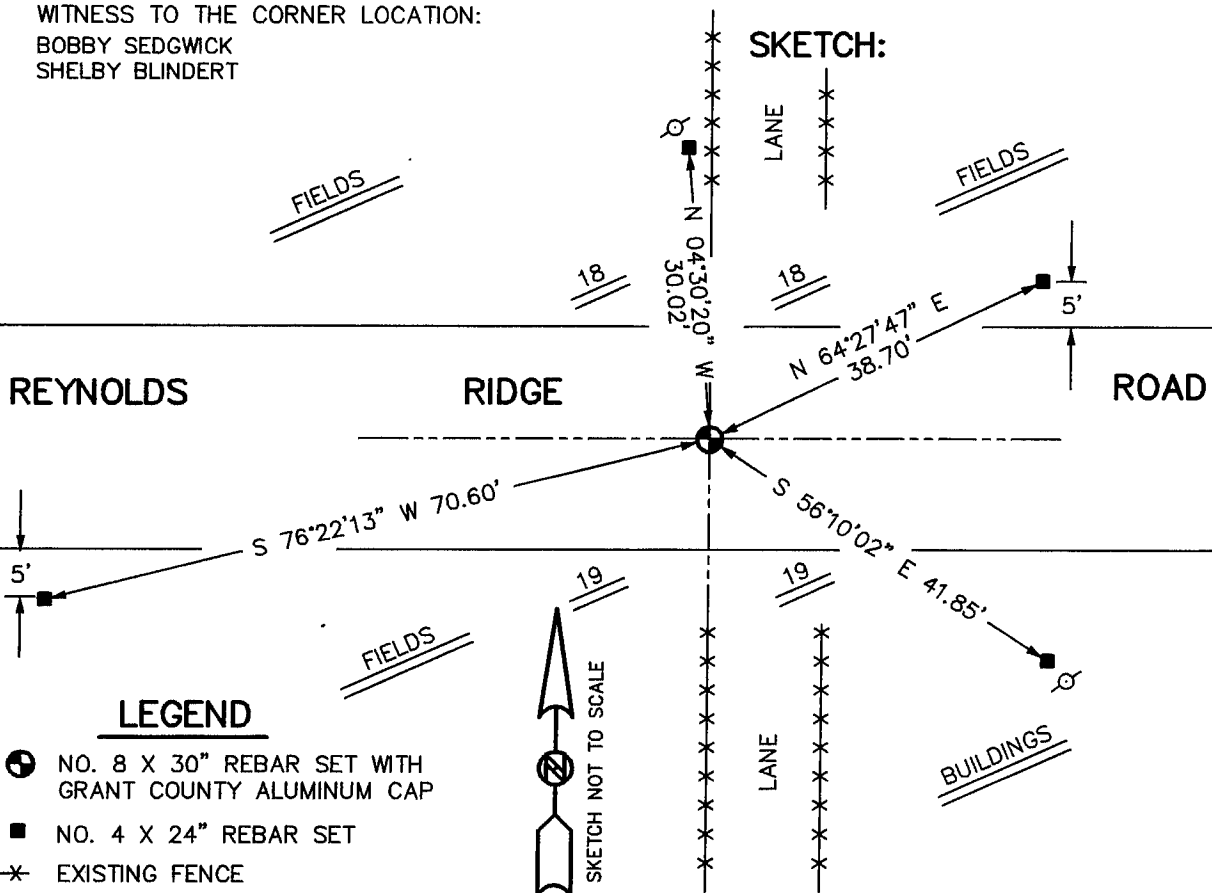 WITNESS TO THE CORNER LOCATION:
BOBBY SEDGWICK
SHELBY BLINDERT
SKETCH:
LANE
FIELDS
FIELDS
N 04°30'20" W
30.02'
18
18
5'
N 64°27'47" E
38.70'
REYNOLDS RIDGE ROAD
S 76°22'13" W 70.60'
S 56°10'02" E 41.85'
5'
19
19
FIELDS
SKETCH NOT TO SCALE
N
LANE
BUILDINGS
LEGEND
NO. 8 X 30" REBAR SET WITH
GRANT COUNTY ALUMINUM CAP
NO. 4 X 24" REBAR SET
EXISTING FENCE